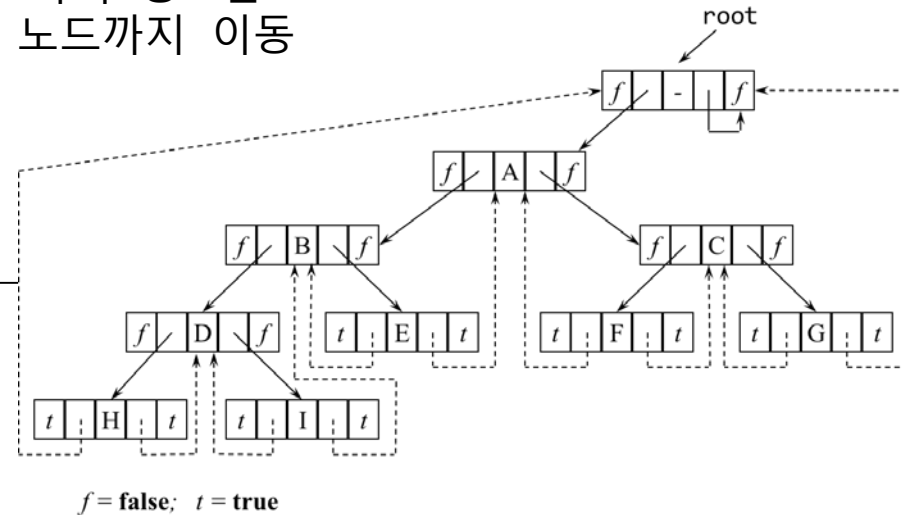 노드까지 이동
root
f - f
f A f
f B f
f C f
f D f
t E t
t F t
t G t
t H t
t I t
f = false; t = true